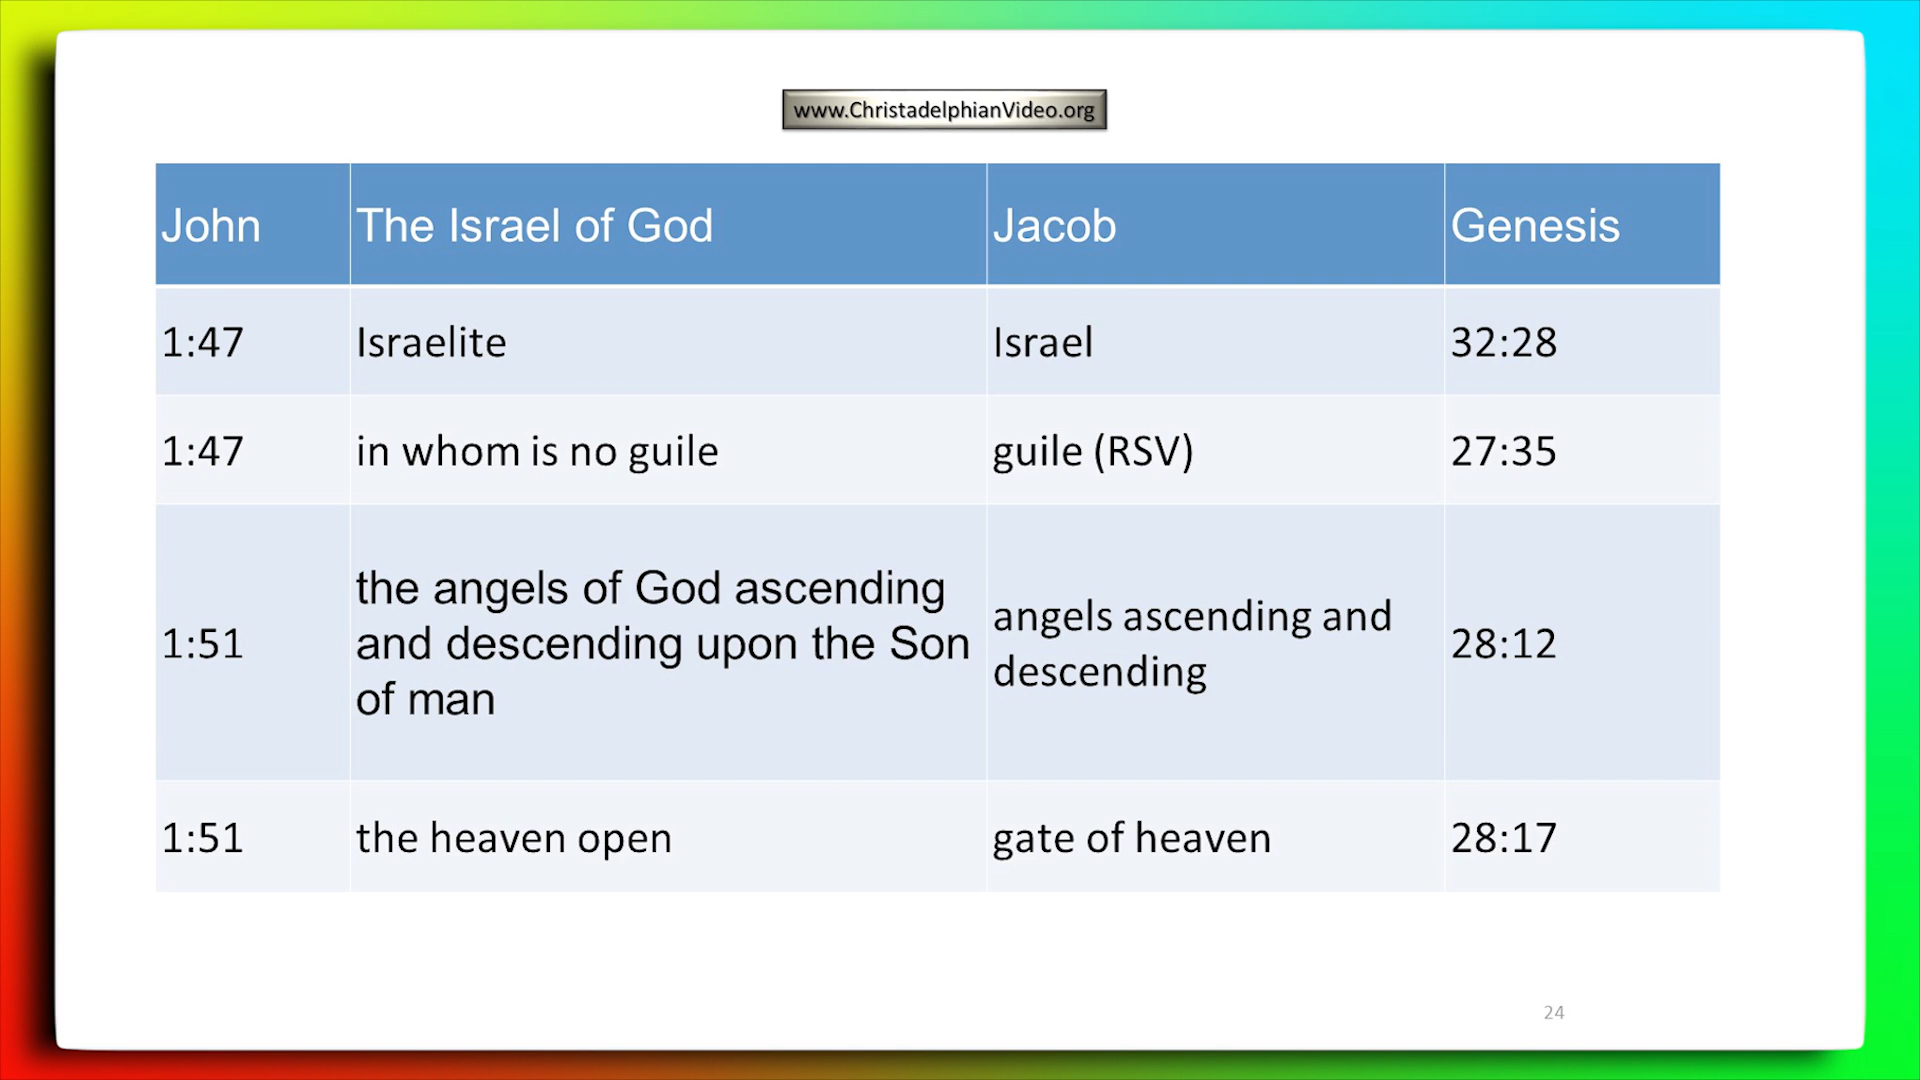 www.ChristadelphianVideo.org
John The Israel of God Jacob Genesis
1:47 Israelite Israel 32:28
1:47 in whom is no guile guile (RSV) 27:35
1:51 the angels of God ascending
and descending upon the Son
of man
angels ascending and
descending
28:12
1:51 the heaven open gate of heaven 28:17
24